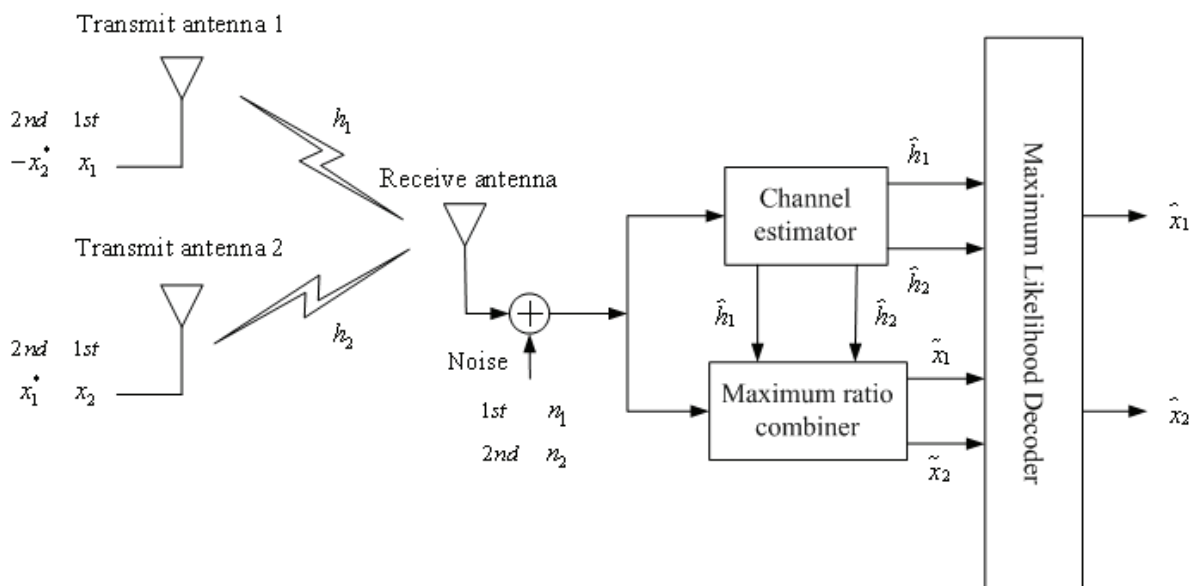 Transmit antenna 1
2nd 1st
−x₂* x₁
h₁
Receive antenna
Transmit antenna 2
2nd 1st
x₁* x₂
h₂
Noise
1st n₁
2nd n₂
Channel
estimator
ĥ₁
ĥ₂
ĥ₁ ĥ₂
Maximum ratio
combiner
x̃₁
x̃₂
Maximum Likelihood Decoder
x̂₁
x̂₂